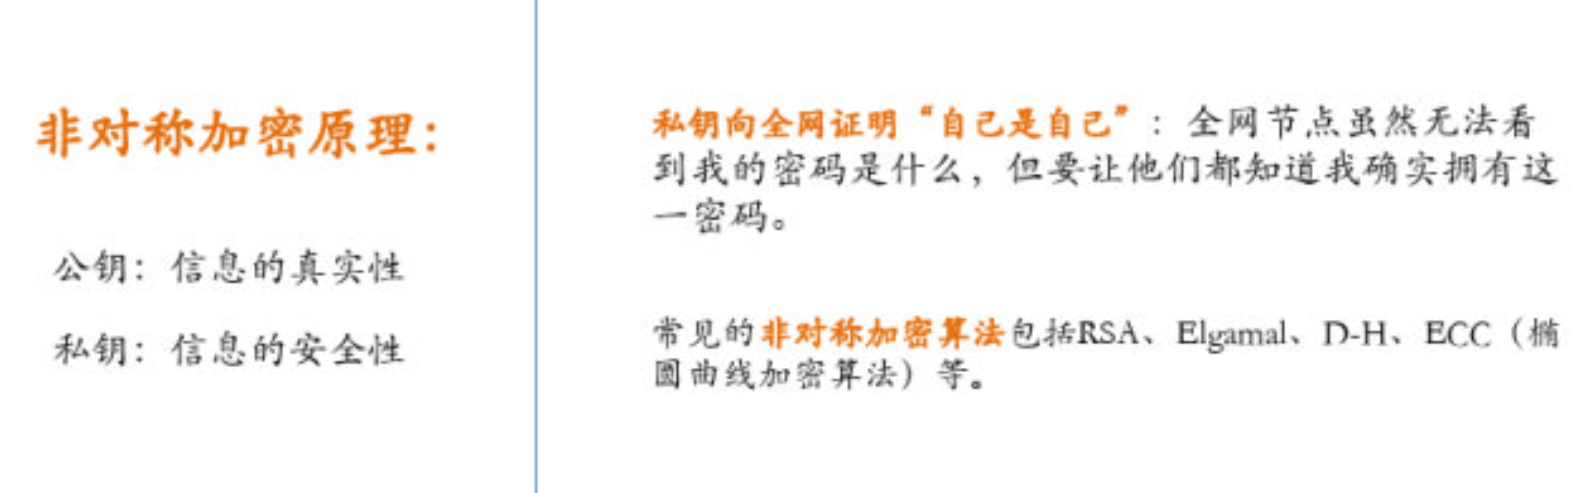 非对称加密原理：
公钥：信息的真实性
私钥：信息的安全性
私钥向全网证明“自己是自己”：全网节点虽然无法看
到我的密码是什么，但要让他们都知道我确实拥有这
一密码。
常见的非对称加密算法包括RSA、Elgamal、D-H、ECC（椭
圆曲线加密算法）等。